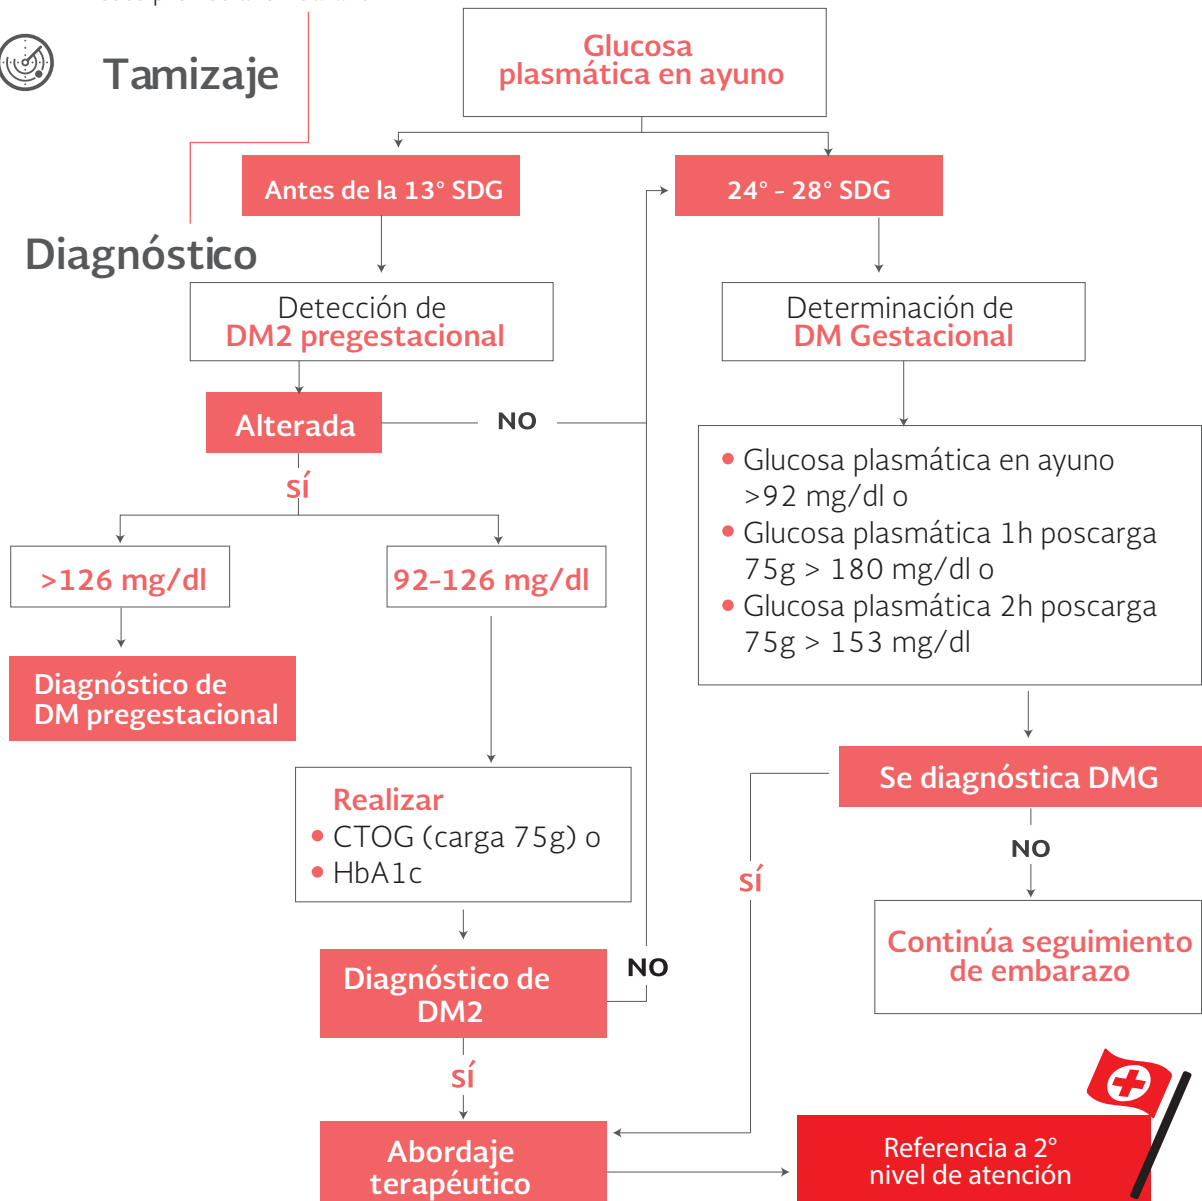 Tamizaje
Glucosa
plasmática en ayuno
Antes de la 13° SDG
24° - 28° SDG
Diagnóstico
Detección de
DM2 pregestacional
Determinación de
DM Gestacional
Alterada
NO
SÍ
>126 mg/dl
92-126 mg/dl
Glucosa plasmática en ayuno
>92 mg/dl o
Glucosa plasmática 1h poscarga
75g > 180 mg/dl o
Glucosa plasmática 2h poscarga
75g > 153 mg/dl
Diagnóstico de
DM pregestacional
Realizar
CTOG (carga 75g) o
HbA1c
Se diagnóstica DMG
NO
SÍ
Continúa seguimiento
de embarazo
Diagnóstico de
DM2
NO
SÍ
Abordaje
terapéutico
Referencia a 2°
nivel de atención